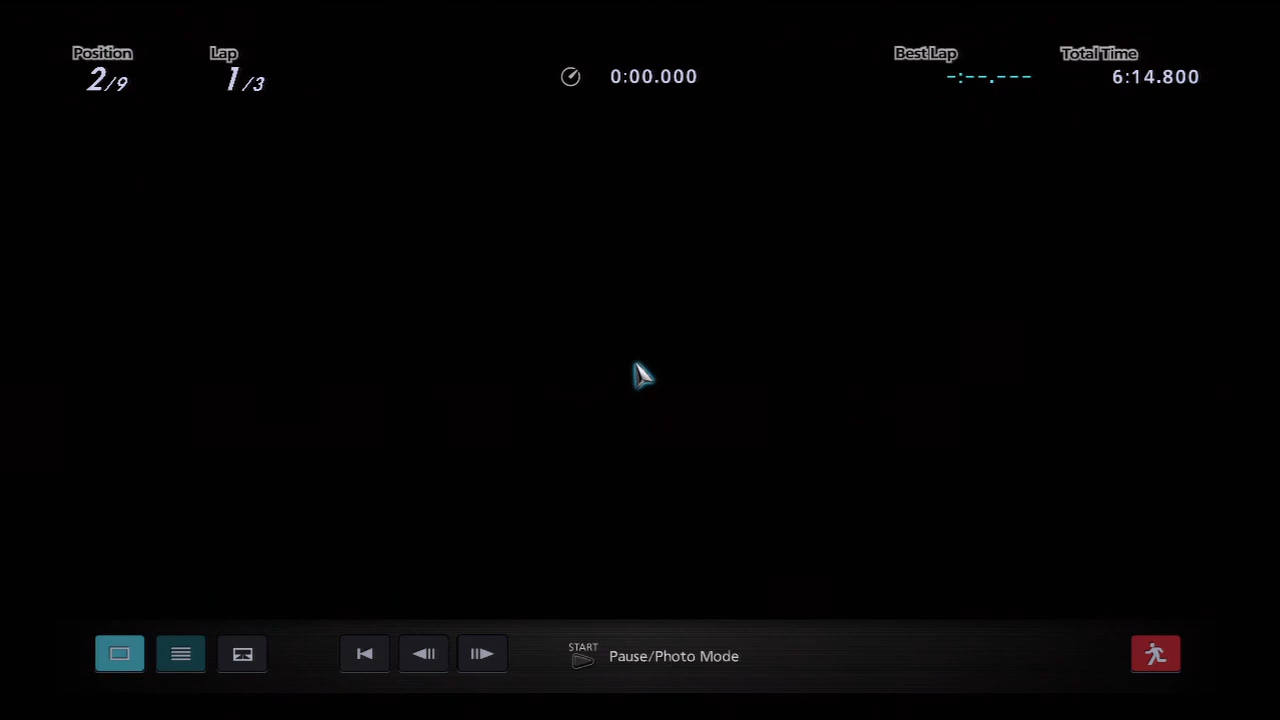 Position
2/9
Lap
1/3
0:00.000
Best Lap
-:--.---
Total Time
6:14.800
START
Pause/Photo Mode